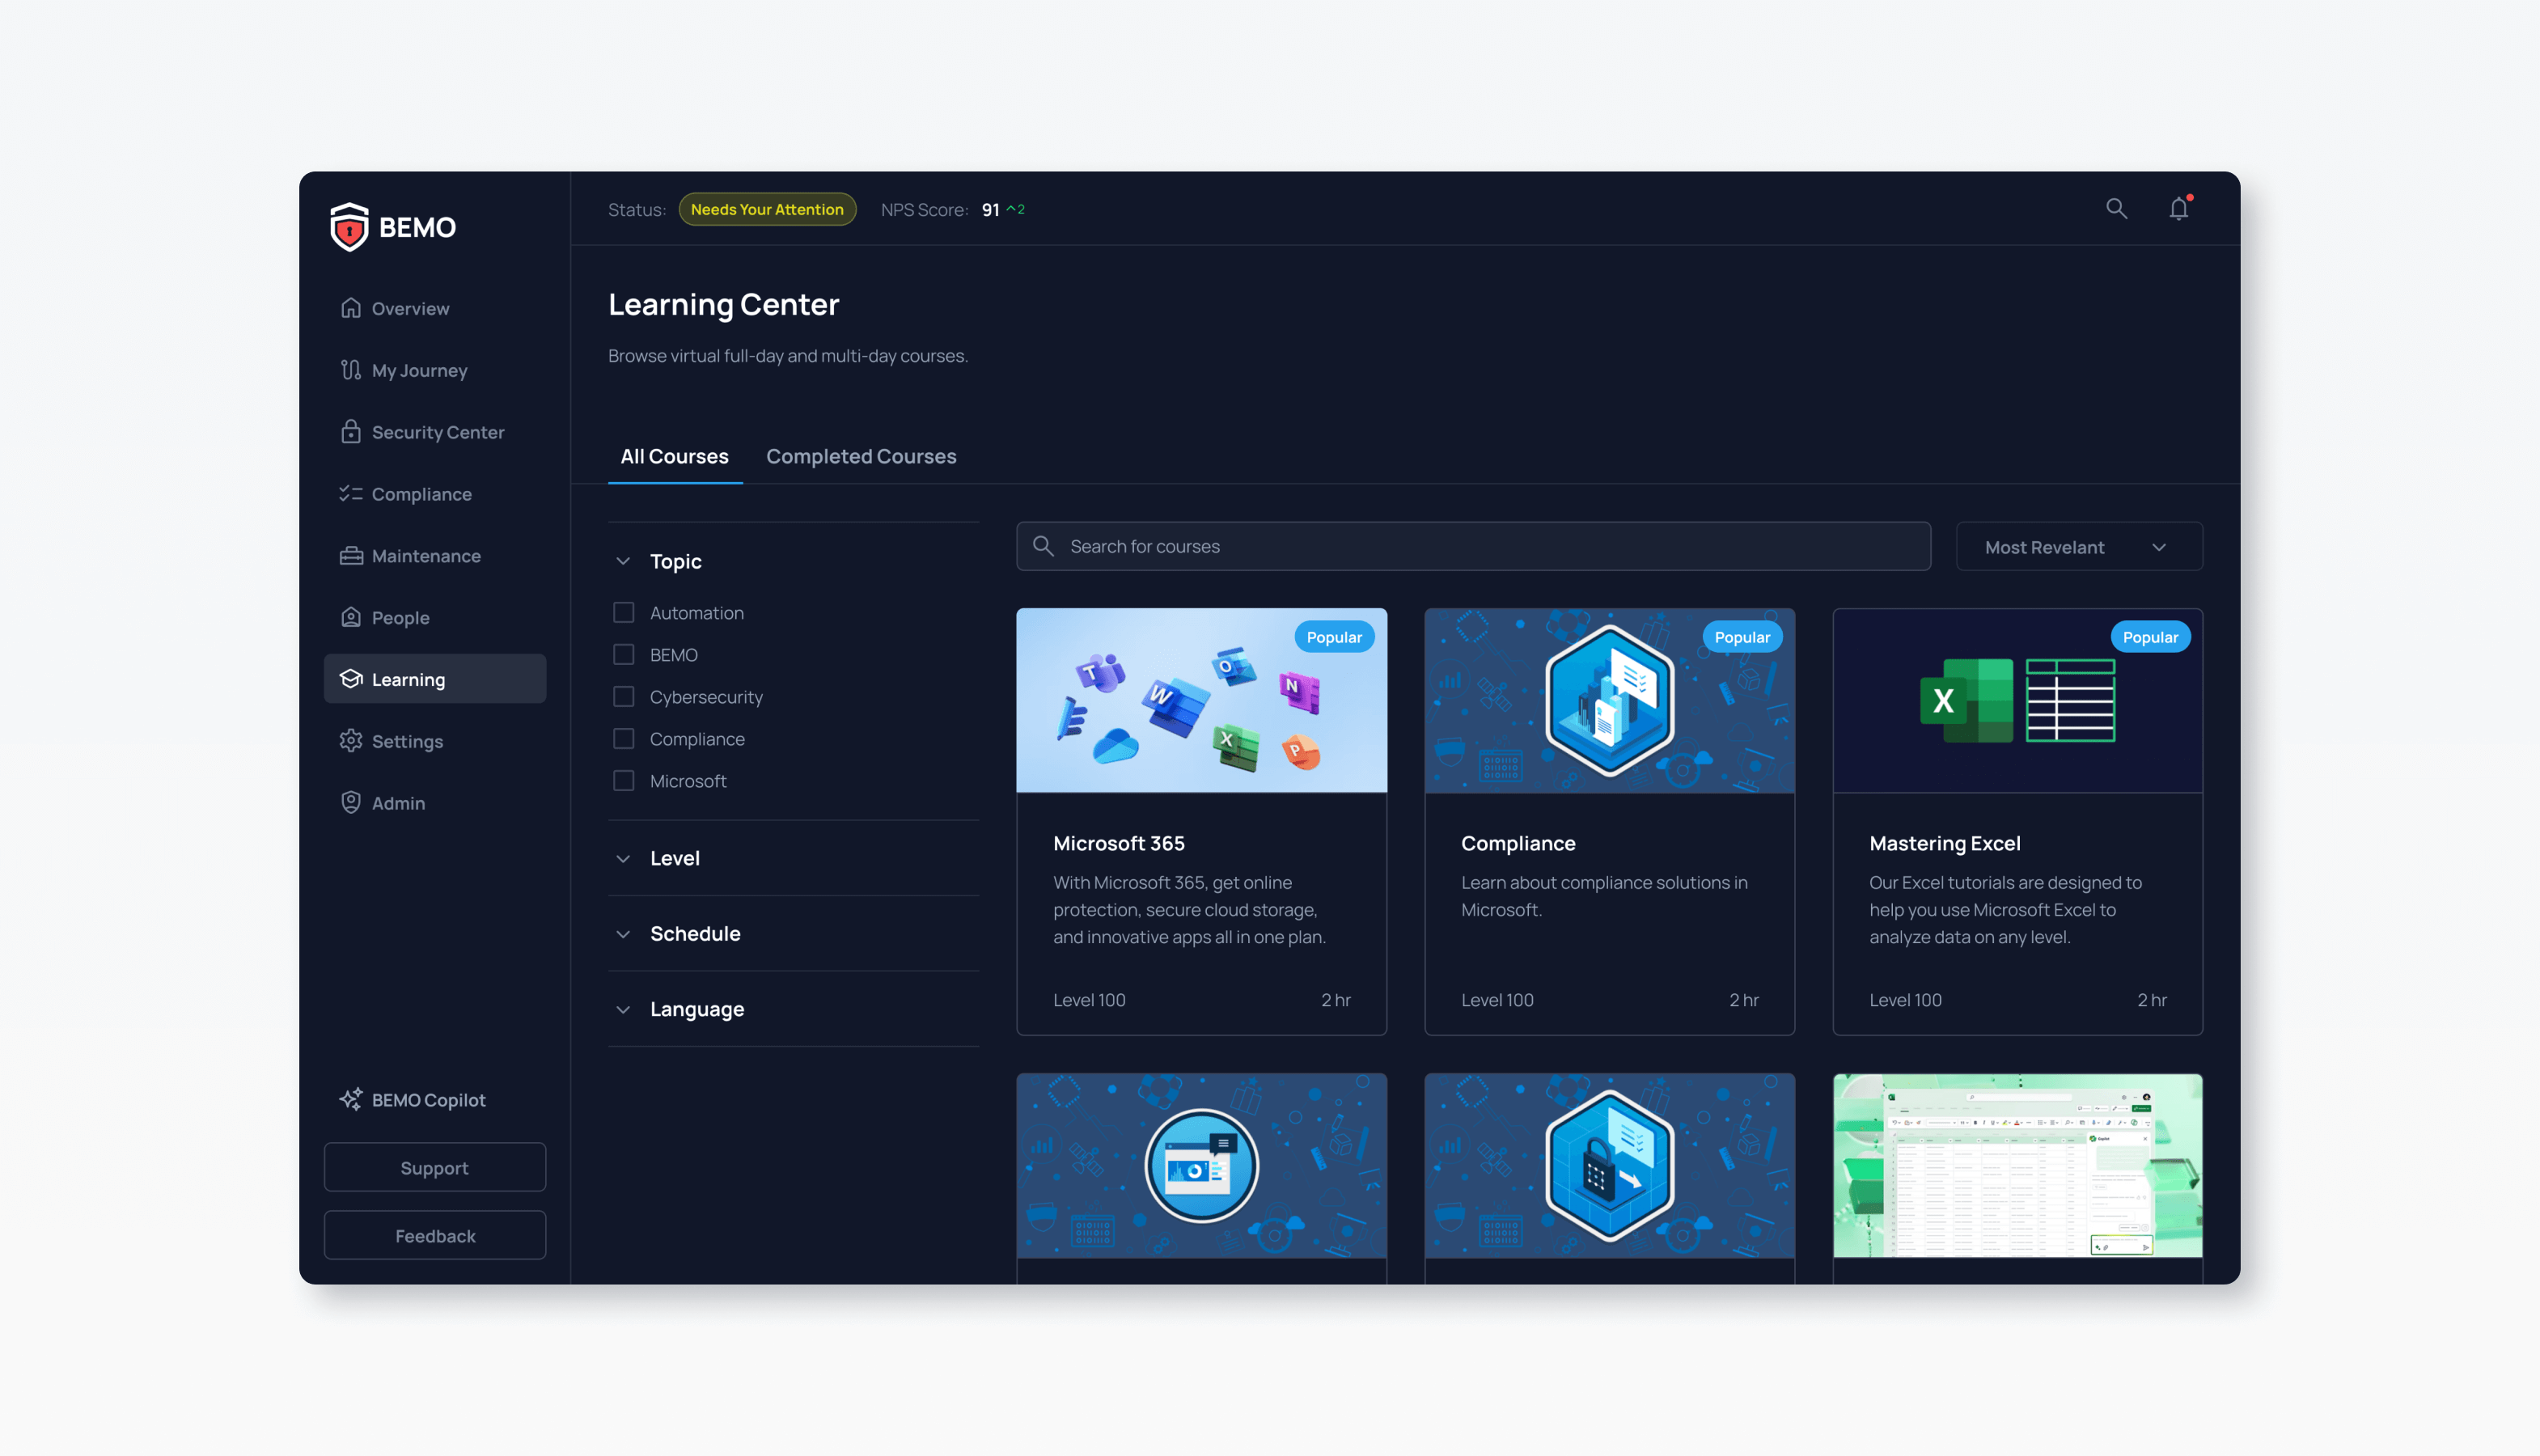 BEMO
Overview
My Journey
Security Center
Compliance
Maintenance
People
Learning
Settings
Admin
BEMO Copilot
Support
Feedback
Status: Needs Your Attention NPS Score: 91 2
Learning Center
Browse virtual full-day and multi-day courses.
All Courses Completed Courses
Topic
Automation
BEMO
Cybersecurity
Compliance
Microsoft
Level
Schedule
Language
Search for courses
Most Revelant
Popular
T
W
O
N
X
P
Microsoft 365
With Microsoft 365, get online
protection, secure cloud storage,
and innovative apps all in one plan.
Level 100 2 hr
Popular
Compliance
Learn about compliance solutions in
Microsoft.
Level 100 2 hr
Popular
X
Mastering Excel
Our Excel tutorials are designed to
help you use Microsoft Excel to
analyze data on any level.
Level 100 2 hr